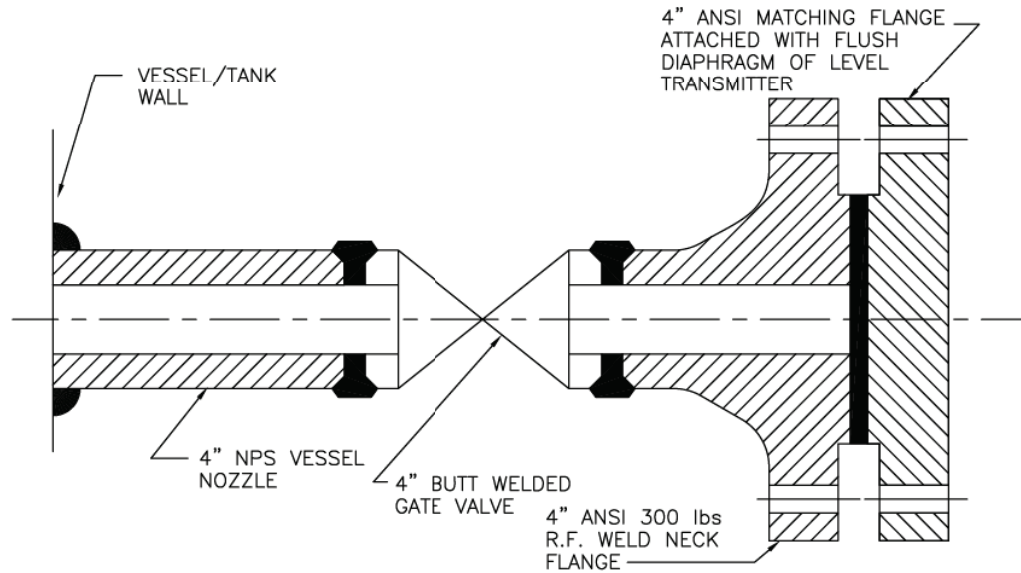 4” ANSI MATCHING FLANGE
ATTACHED WITH FLUSH
DIAPHRAGM OF LEVEL
TRANSMITTER
VESSEL/TANK
WALL
4” NPS VESSEL
NOZZLE
4” BUTT WELDED
GATE VALVE
4” ANSI 300 lbs
R.F. WELD NECK
FLANGE